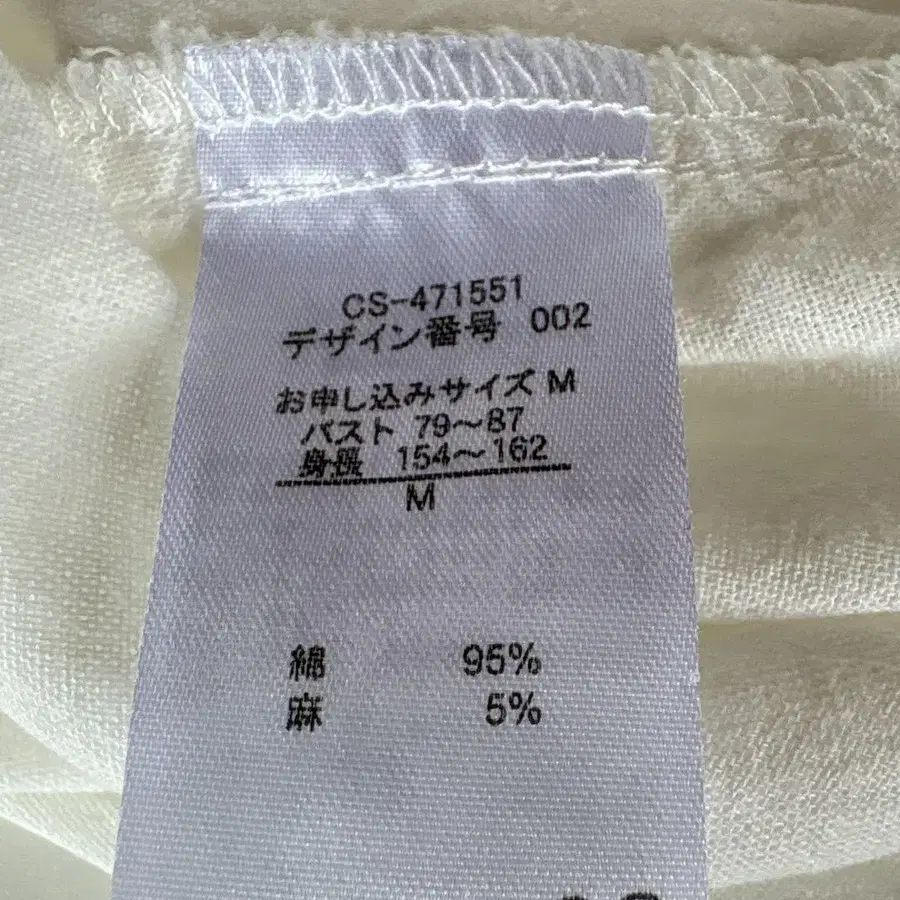 CS-471551
デザイン番号 002
お申し込みサイズ M
バスト 79〜87
身長 154〜162
M
綿 95%
麻 5%